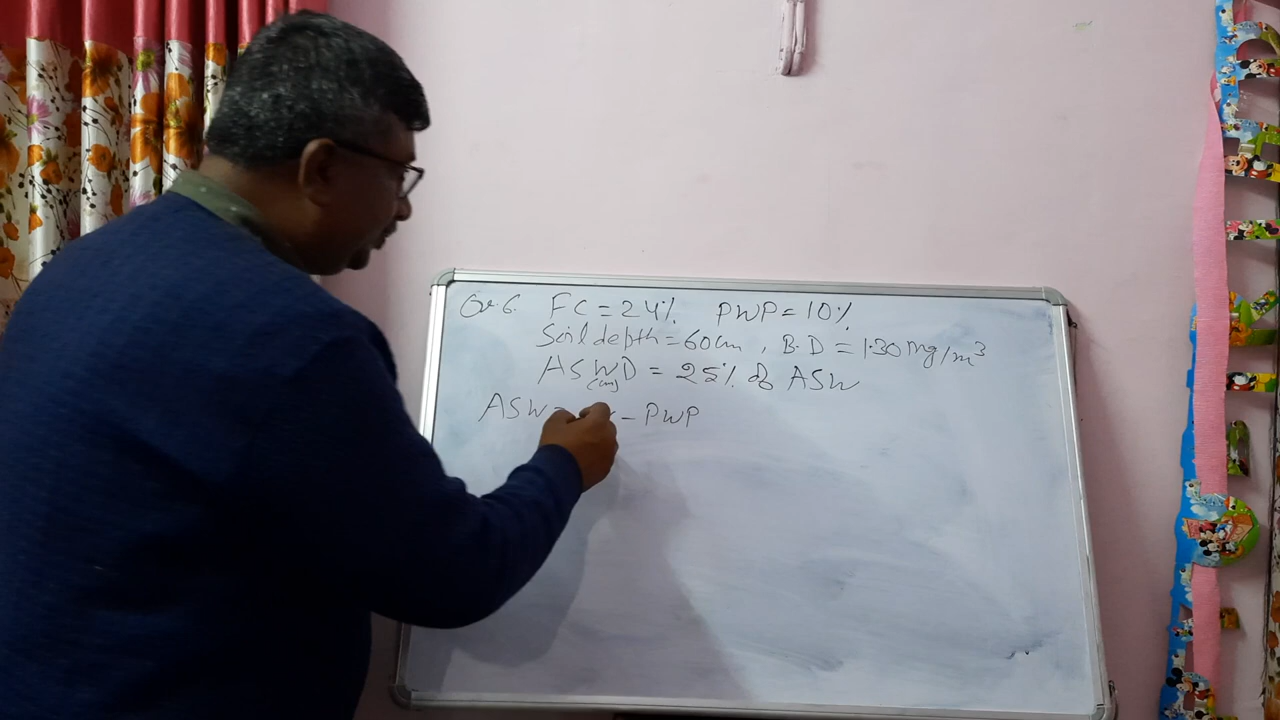 Qr. 6. FC = 24% PWP = 10%
Soil depth = 60cm, B.D = 1.30 Mg/m³
ASWD = 25% of ASW
(cm)
ASW = - PWP